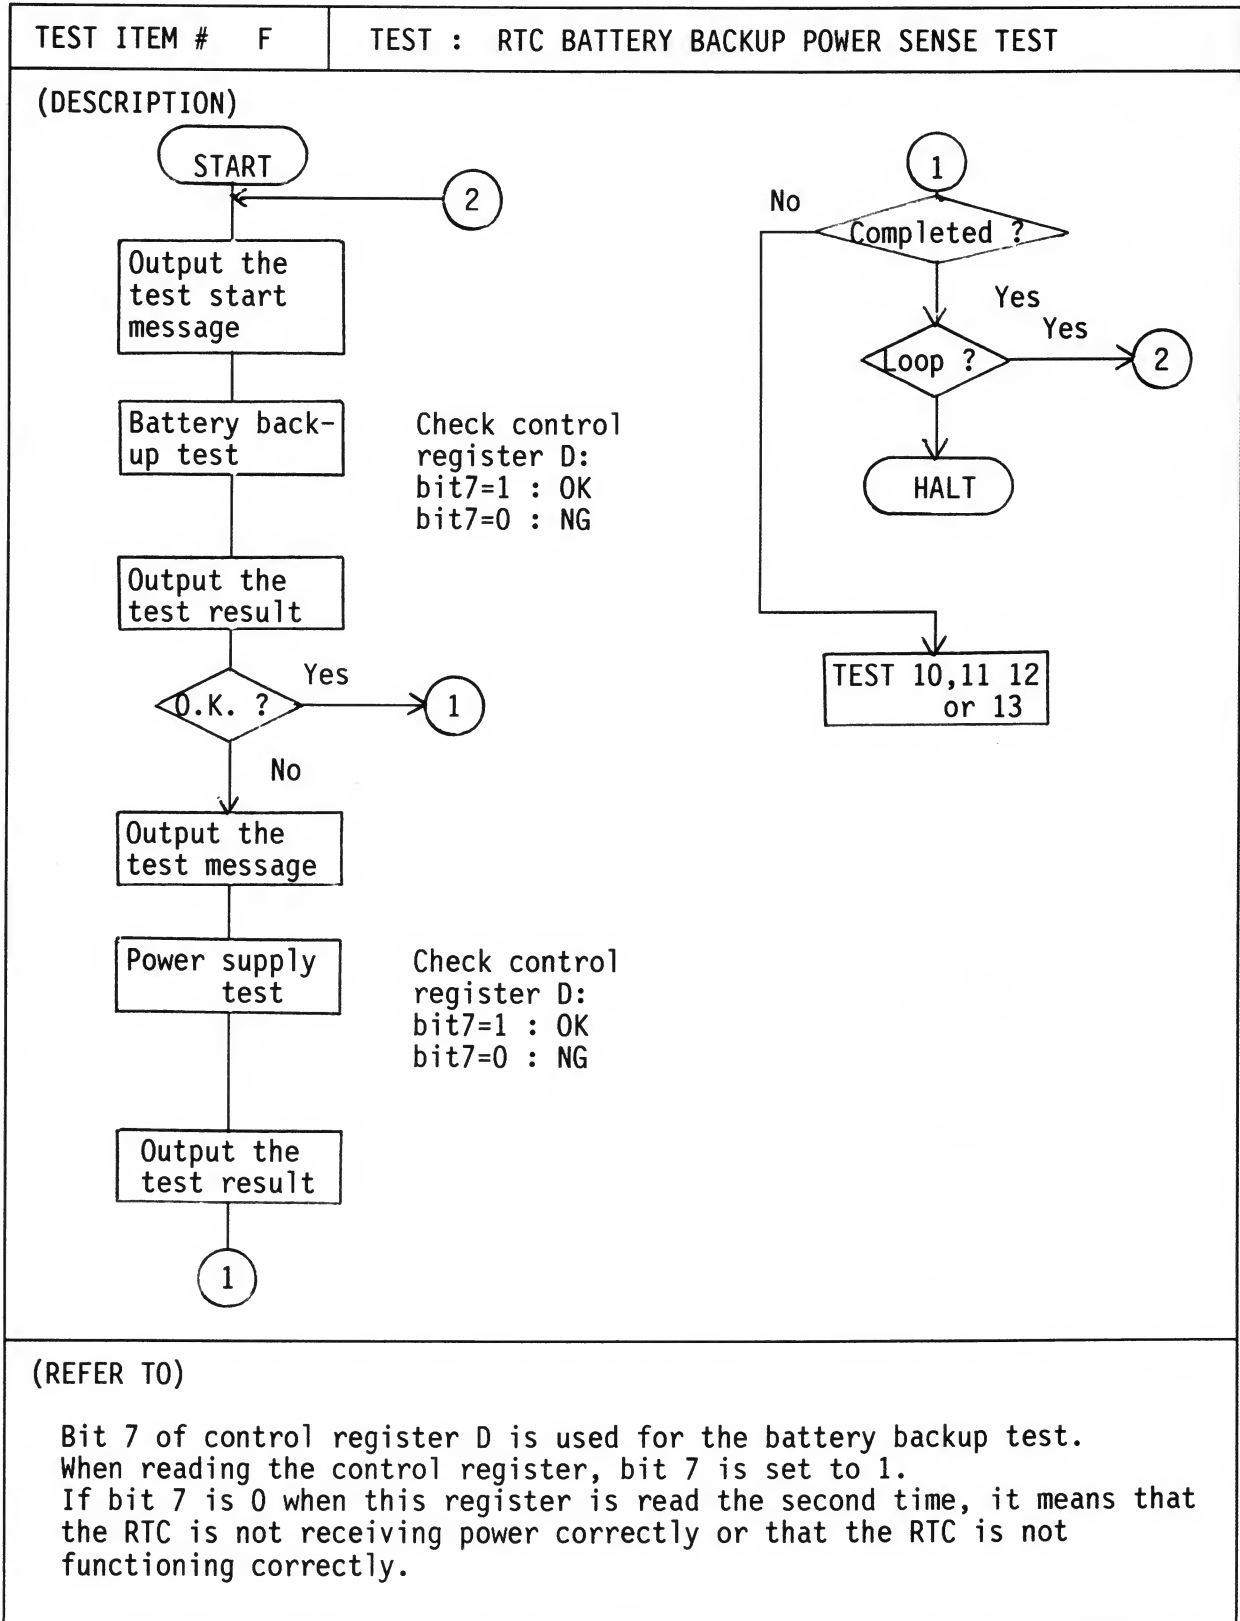 TEST ITEM #   F
TEST :  RTC BATTERY BACKUP POWER SENSE TEST
(DESCRIPTION)
START
2
Output the
test start
message
Battery back-
up test
Check control
register D:
bit7=1 : OK
bit7=0 : NG
Output the
test result
O.K. ?
Yes
1
No
Output the
test message
Power supply
test
Check control
register D:
bit7=1 : OK
bit7=0 : NG
Output the
test result
1
1
No
Completed ?
Yes
Loop ?
Yes
2
HALT
TEST 10,11 12
or 13
(REFER TO)
Bit 7 of control register D is used for the battery backup test.
When reading the control register, bit 7 is set to 1.
If bit 7 is 0 when this register is read the second time, it means that
the RTC is not receiving power correctly or that the RTC is not
functioning correctly.